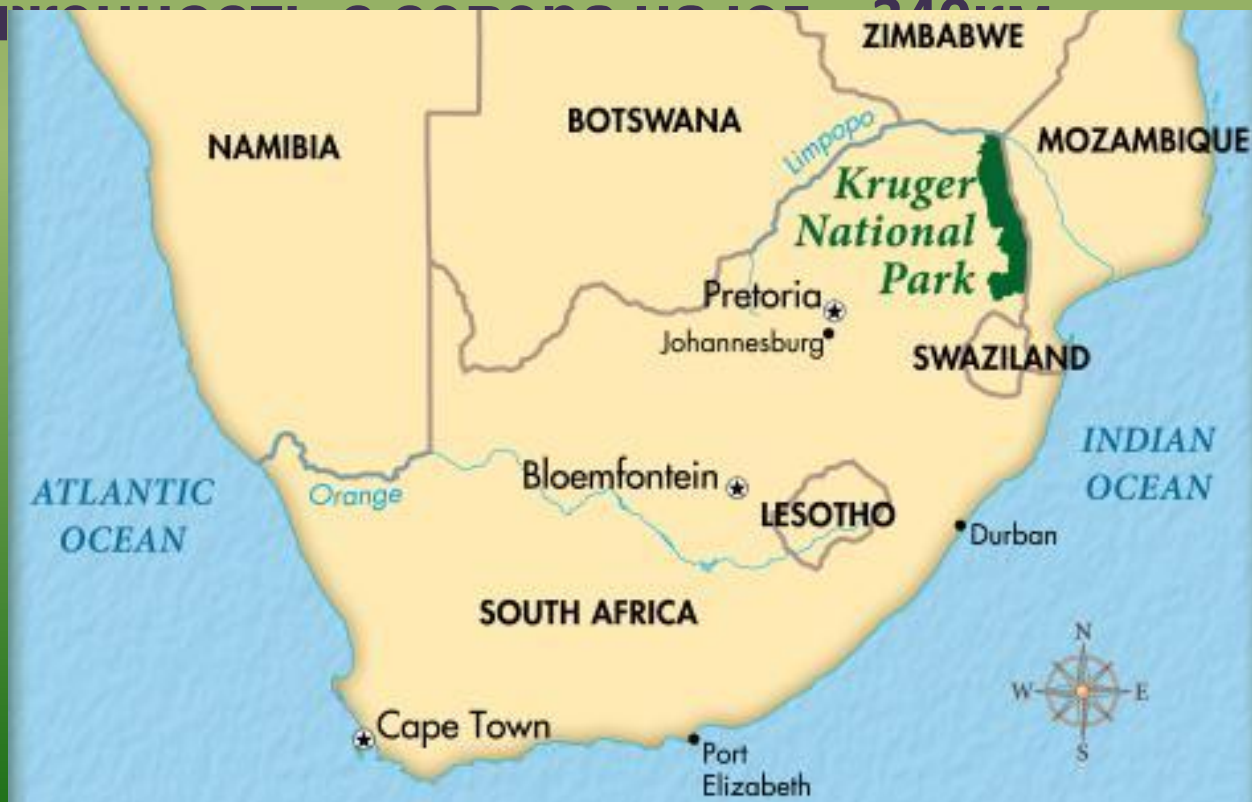 ZIMBABWE
BOTSWANA
NAMIBIA
MOZAMBIQUE
Limpopo
Kruger
National
Park
Pretoria
Johannesburg
SWAZILAND
INDIAN
OCEAN
ATLANTIC
OCEAN
Orange
Bloemfontein
LESOTHO
Durban
SOUTH AFRICA
N
W E
S
Cape Town
Port
Elizabeth